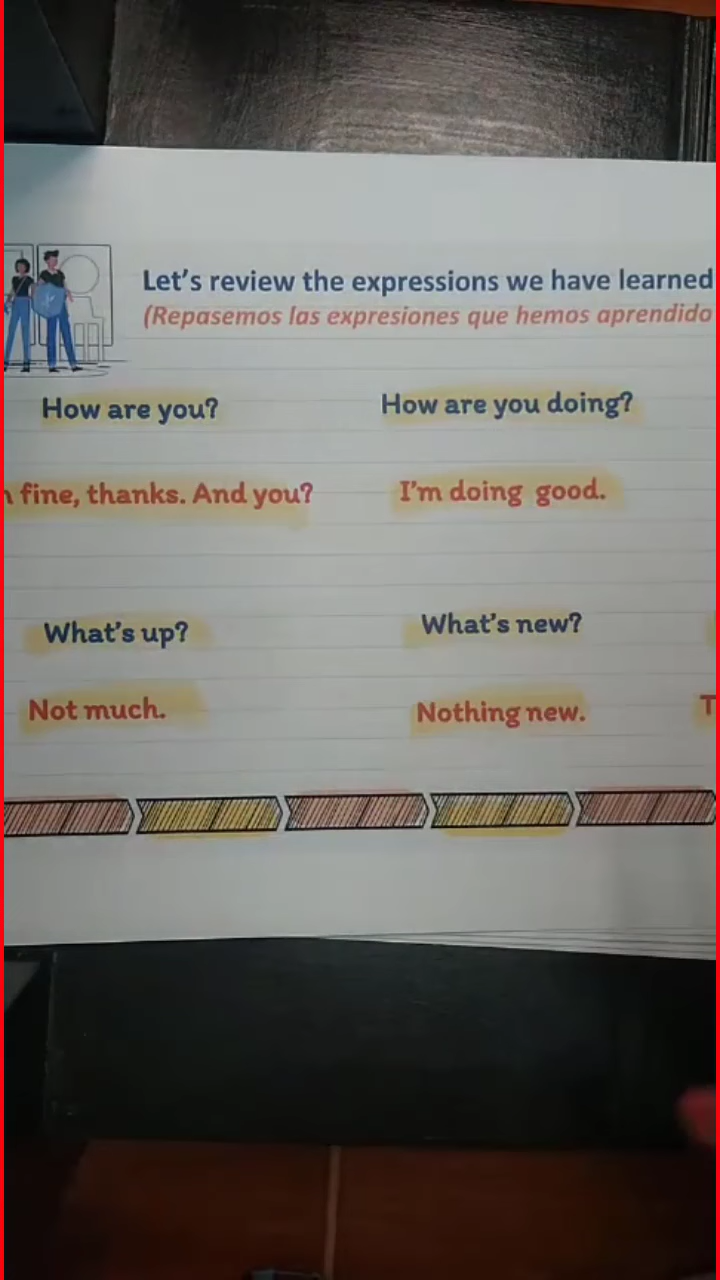 Let's review the expressions we have learned
(Repasemos las expresiones que hemos aprendido
How are you? How are you doing?
fine, thanks. And you? I'm doing good.
What's up? What's new?
Not much. Nothing new.